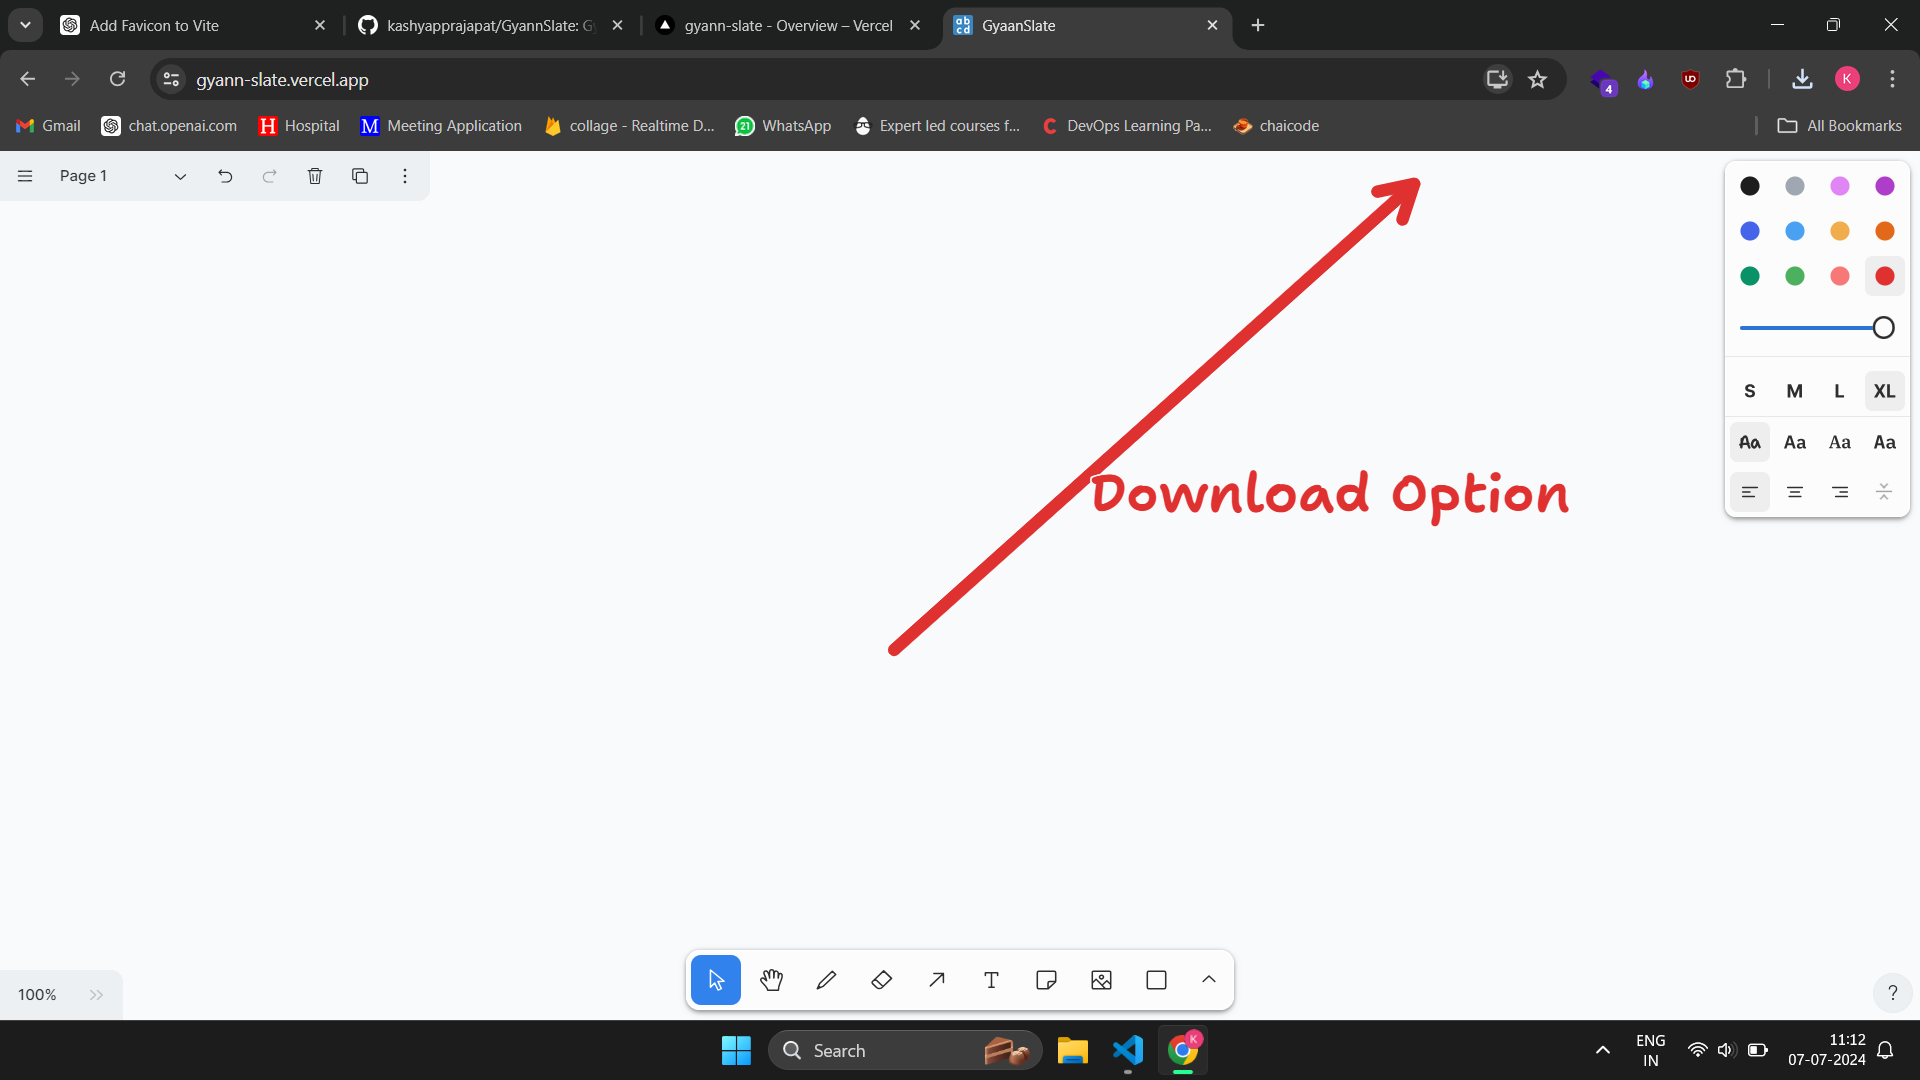 Add Favicon to Vite
kashyapprajapat/GyannSlate: G
gyann-slate - Overview – Vercel
GyaanSlate
gyann-slate.vercel.app
4
K
Gmail
chat.openai.com
H Hospital
M Meeting Application
collage - Realtime D...
21 WhatsApp
Expert led courses f...
DevOps Learning Pa...
chaicode
All Bookmarks
Page 1
S M L XL
Aa Aa Aa Aa
Download Option
T
100%
?
Search
K
ENG
IN
11:12
07-07-2024